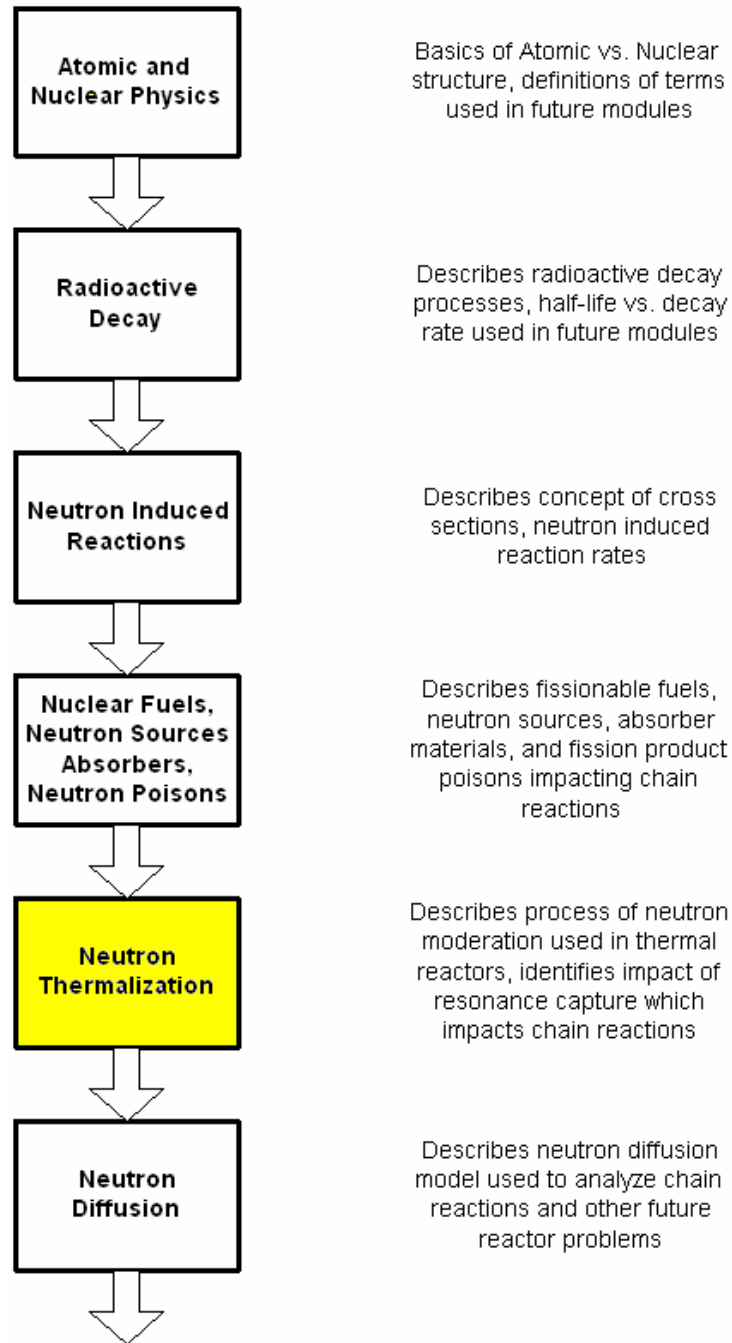 Atomic and
Nuclear Physics
Basics of Atomic vs. Nuclear
structure, definitions of terms
used in future modules
Radioactive
Decay
Describes radioactive decay
processes, half-life vs. decay
rate used in future modules
Neutron Induced
Reactions
Describes concept of cross
sections, neutron induced
reaction rates
Nuclear Fuels,
Neutron Sources
Absorbers,
Neutron Poisons
Describes fissionable fuels,
neutron sources, absorber
materials, and fission product
poisons impacting chain
reactions
Neutron
Thermalization
Describes process of neutron
moderation used in thermal
reactors, identifies impact of
resonance capture which
impacts chain reactions
Neutron
Diffusion
Describes neutron diffusion
model used to analyze chain
reactions and other future
reactor problems